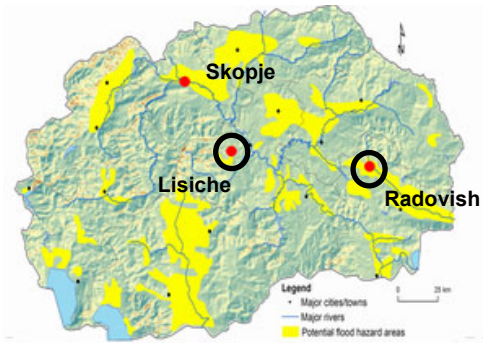 Skopje
Lisiche
Radovish
Legend
Major cities/towns
Major rivers
Potential flood hazard areas
0 25 km